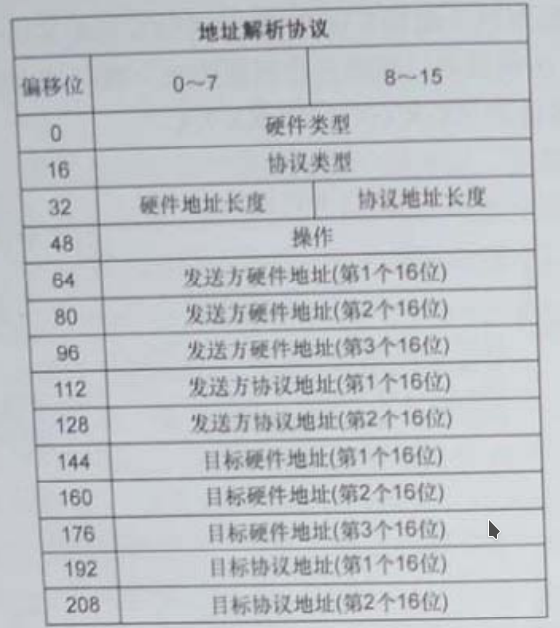 地址解析协议
偏移位 0～7 8～15
0 硬件类型
16 协议类型
32 硬件地址长度 协议地址长度
48 操作
64 发送方硬件地址(第1个16位)
80 发送方硬件地址(第2个16位)
96 发送方硬件地址(第3个16位)
112 发送方协议地址(第1个16位)
128 发送方协议地址(第2个16位)
144 目标硬件地址(第1个16位)
160 目标硬件地址(第2个16位)
176 目标硬件地址(第3个16位)
192 目标协议地址(第1个16位)
208 目标协议地址(第2个16位)